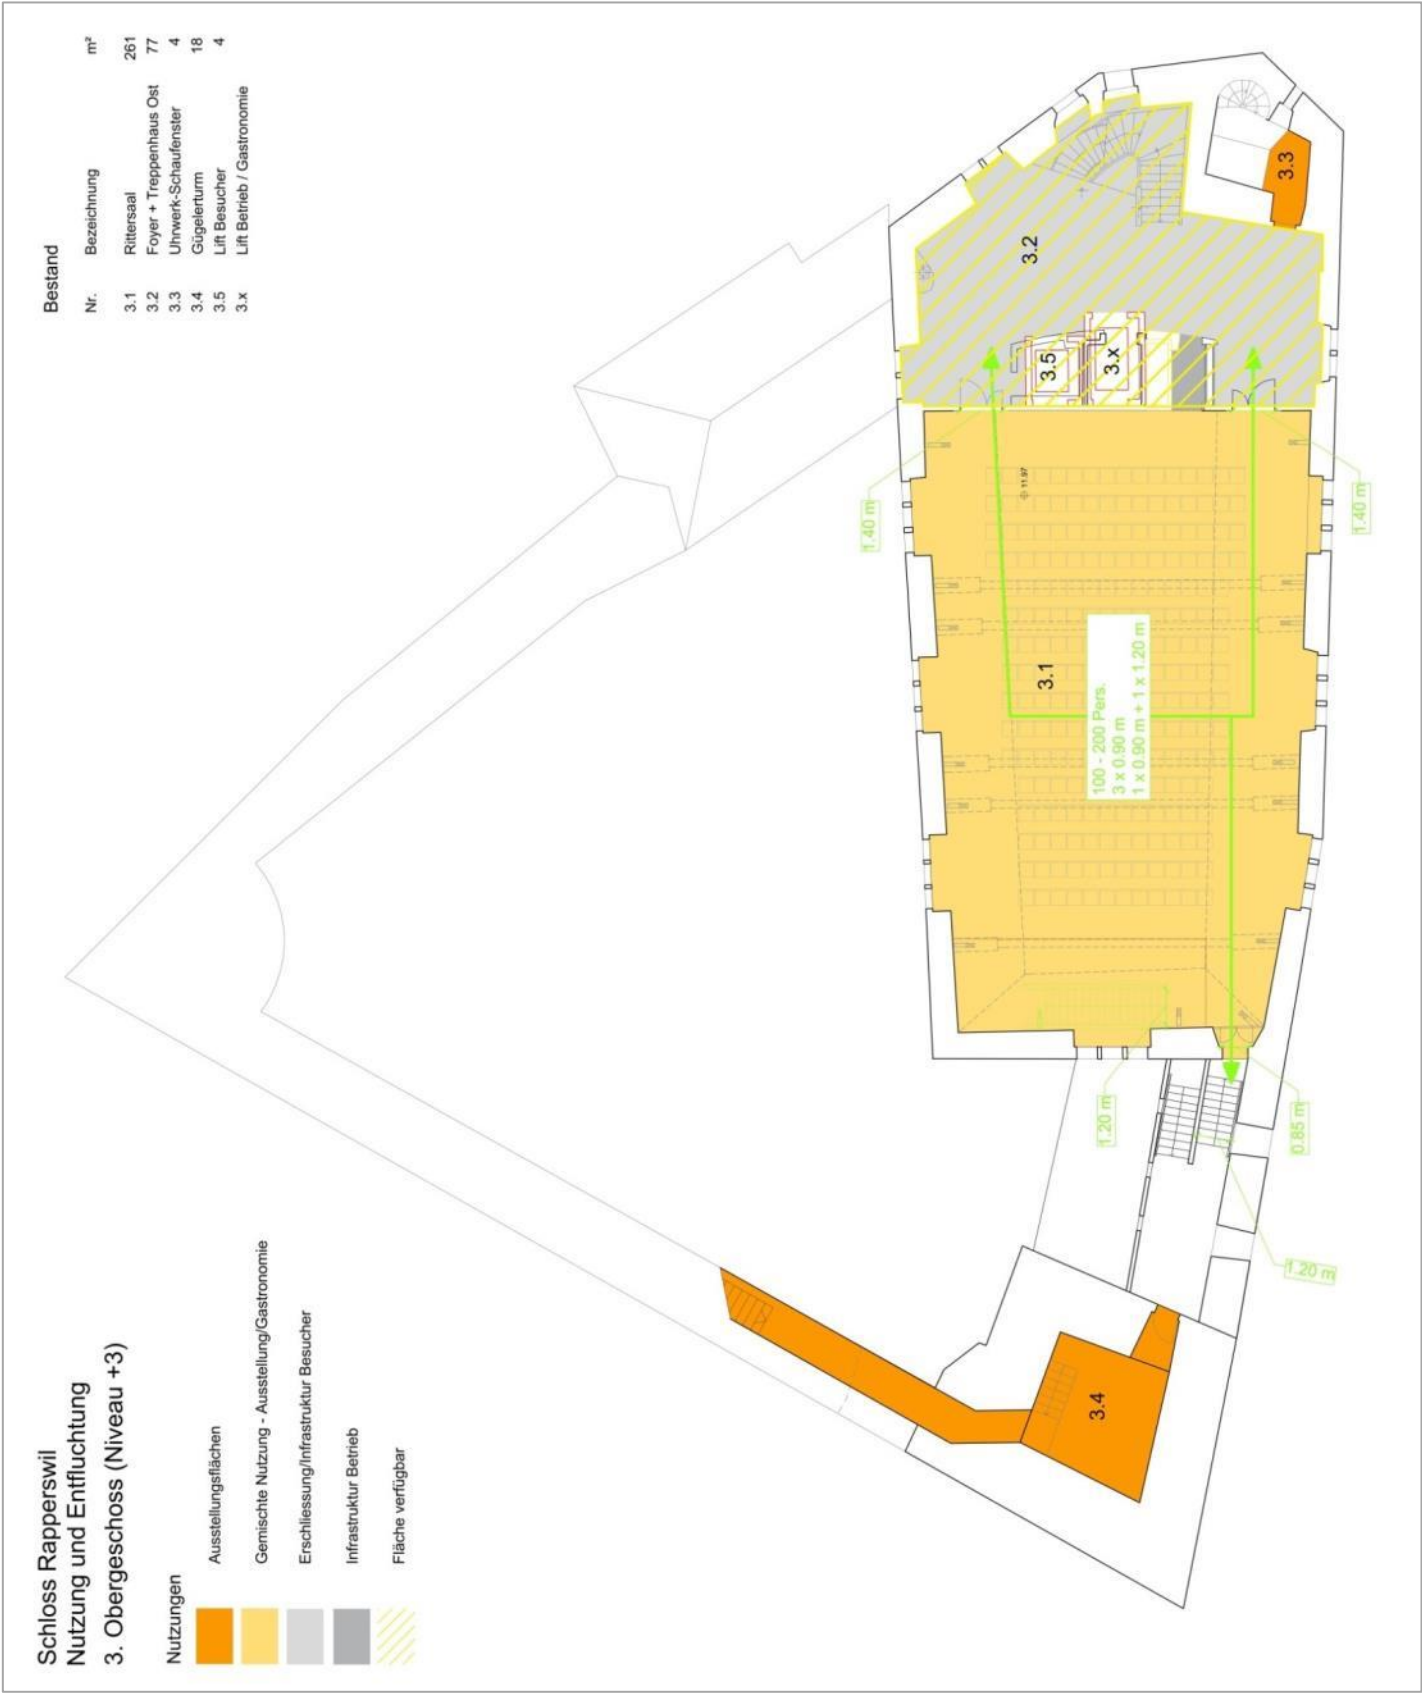 Schloss Rapperswil
Nutzung und Entfluchtung
3. Obergeschoss (Niveau +3)
Nutzungen
Ausstellungsflächen
Gemischte Nutzung - Ausstellung/Gastronomie
Erschliessung/Infrastruktur Besucher
Infrastruktur Betrieb
Fläche verfügbar
Bestand
Nr. Bezeichnung m²
3.1 Rittersaal 261
3.2 Foyer + Treppenhaus Ost 77
3.3 Uhrwerk-Schaufenster 4
3.4 Gügelerturm 18
3.5 Lift Besucher 4
3.x Lift Betrieb / Gastronomie
1.40 m
11.97
3.5
3.x
3.2
3.3
1.40 m
3.1
100 - 200 Pers.
3 x 0.90 m
1 x 0.90 m + 1 x 1.20 m
1.20 m
0.85 m
1.20 m
3.4